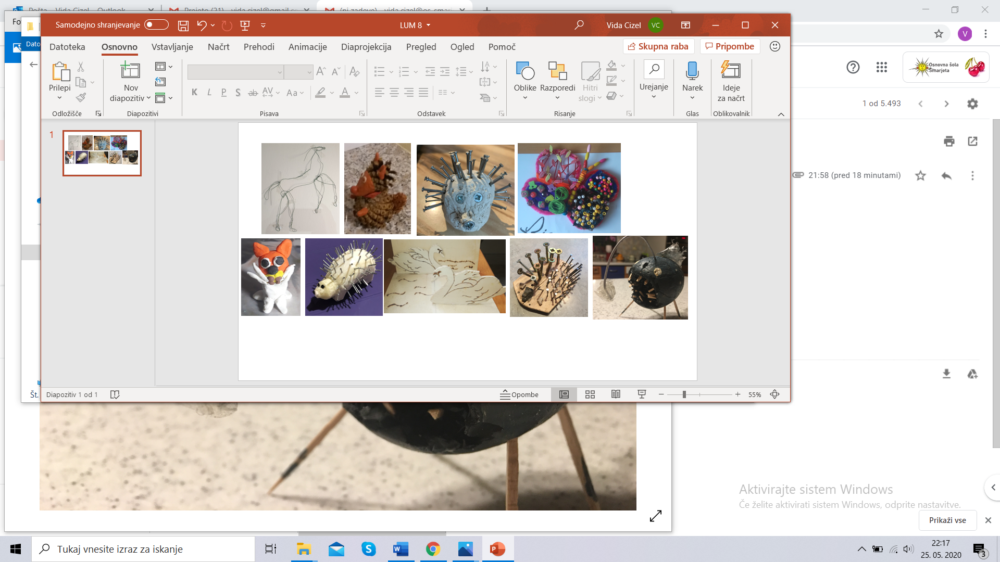 Pošta – Vida Cizel – Outlook
Prejeto (21) – vida.cizel@gmail.co
(ni zadeve) – vida.cizel@os-smarje
Fo
Samodejno shranjevanje
LUM 8
Vida Cizel
VC
V
Dato
Datoteka
Osnovno
Vstavljanje
Načrt
Prehodi
Animacije
Diaprojekcija
Pregled
Ogled
Pomoč
Skupna raba
Pripombe
Prilepi
Nov
diapozitiv
K L P S ab AV Aa A
Oblike
Razporedi
Hitri
slogi
Urejanje
Narek
Ideje
za načrt
Odložišče
Diapozitivi
Pisava
Odstavek
Risanje
Glas
Oblikovalnik
Osnovna šola
Šmarjeta
1 od 5.493
1
21:58 (pred 18 minutami)
Št.
Diapozitiv 1 od 1
Opombe
55%
Aktivirajte sistem Windows
Če želite aktivirati sistem Windows, odprite nastavitve.
Prikaži vse
Tukaj vnesite izraz za iskanje
22:17
25. 05. 2020
3